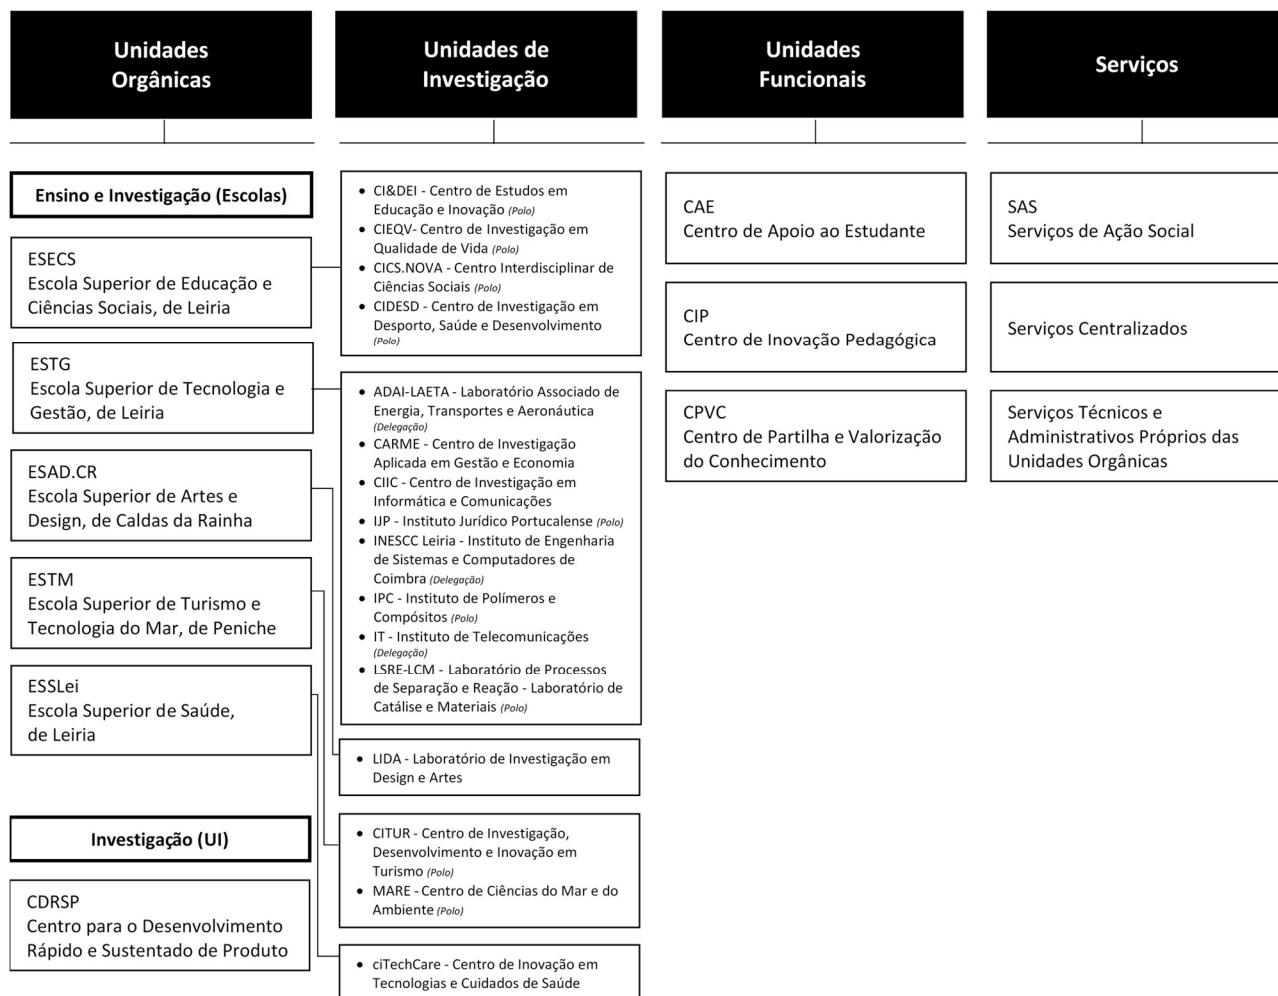 Unidades
Orgânicas
Ensino e Investigação (Escolas)
ESECS
Escola Superior de Educação e
Ciências Sociais, de Leiria
ESTG
Escola Superior de Tecnologia e
Gestão, de Leiria
ESAD.CR
Escola Superior de Artes e
Design, de Caldas da Rainha
ESTM
Escola Superior de Turismo e
Tecnologia do Mar, de Peniche
ESSLei
Escola Superior de Saúde,
de Leiria
Investigação (UI)
CDRSP
Centro para o Desenvolvimento
Rápido e Sustentado de Produto
Unidades de
Investigação
• CI&DEI - Centro de Estudos em
Educação e Inovação (Polo)
• CIEQV- Centro de Investigação em
Qualidade de Vida (Polo)
• CICS.NOVA - Centro Interdisciplinar de
Ciências Sociais (Polo)
• CIDESD - Centro de Investigação em
Desporto, Saúde e Desenvolvimento
(Polo)
• ADAI-LAETA - Laboratório Associado de
Energia, Transportes e Aeronáutica
(Delegação)
• CARME - Centro de Investigação
Aplicada em Gestão e Economia
• CIIC - Centro de Investigação em
Informática e Comunicações
• IJP - Instituto Jurídico Portucalense (Polo)
• INESCC Leiria - Instituto de Engenharia
de Sistemas e Computadores de
Coimbra (Delegação)
• IPC - Instituto de Polímeros e
Compósitos (Polo)
• IT - Instituto de Telecomunicações
(Delegação)
• LSRE-LCM - Laboratório de Processos
de Separação e Reação - Laboratório de
Catálise e Materiais (Polo)
• LIDA - Laboratório de Investigação em
Design e Artes
• CITUR - Centro de Investigação,
Desenvolvimento e Inovação em
Turismo (Polo)
• MARE - Centro de Ciências do Mar e do
Ambiente (Polo)
• ciTechCare - Centro de Inovação em
Tecnologias e Cuidados de Saúde
Unidades
Funcionais
CAE
Centro de Apoio ao Estudante
CIP
Centro de Inovação Pedagógica
CPVC
Centro de Partilha e Valorização
do Conhecimento
Serviços
SAS
Serviços de Ação Social
Serviços Centralizados
Serviços Técnicos e
Administrativos Próprios das
Unidades Orgânicas